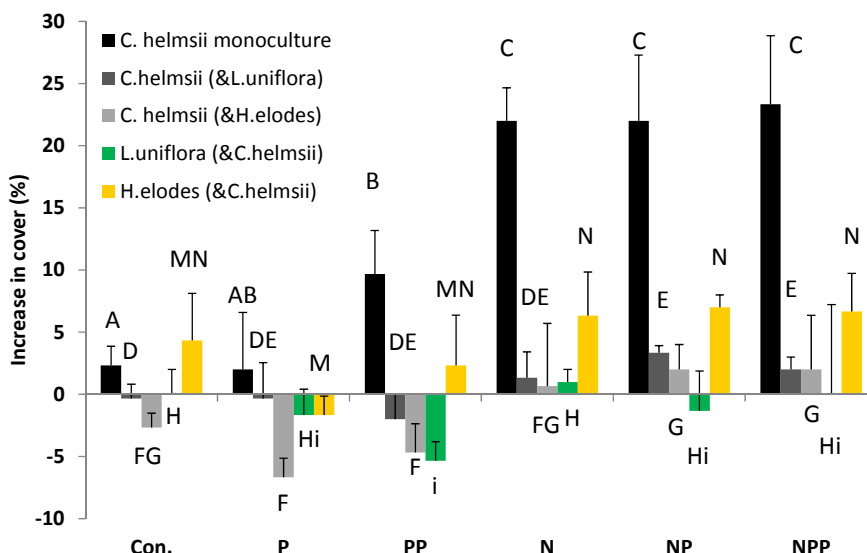 30
25
20
15
10
5
0
-5
-10
Increase in cover (%)
C. helmsii monoculture
C.helmsii (&L.uniflora)
C. helmsii (&H.elodes)
L.uniflora (&C.helmsii)
H.elodes (&C.helmsii)
A
D
FG
H
MN
AB
DE
F
Hi
M
B
DE
F
i
MN
C
DE
FG
H
N
C
E
G
Hi
N
C
E
G
Hi
N
Con.
P
PP
N
NP
NPP